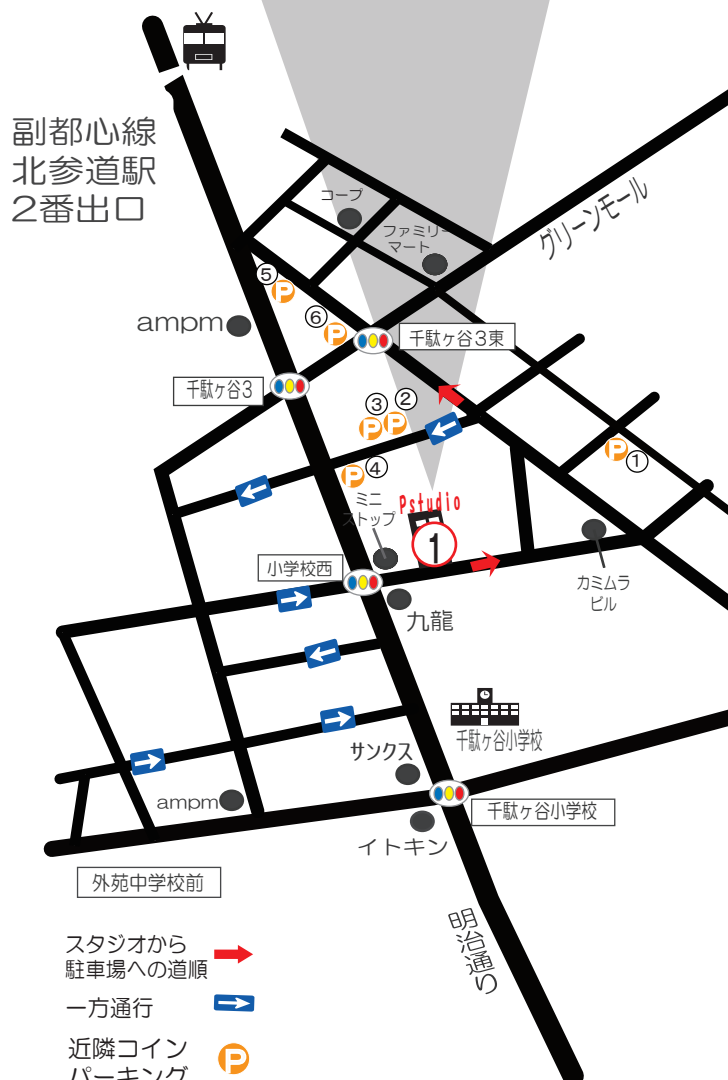 副都心線
北参道駅
2番出口
コープ
ファミリー
マート
グリーンモール
⑤
P
ampm
⑥
P
千駄ヶ谷3東
千駄ヶ谷3
③
②
P
P
P
①
④
P
ミニ
ストップ
Pstudio
1
小学校西
カミムラ
ビル
九龍
千駄ヶ谷小学校
サンクス
ampm
千駄ヶ谷小学校
イトキン
外苑中学校前
明治通り
スタジオから
駐車場への道順
一方通行
近隣コイン
パーキング
P